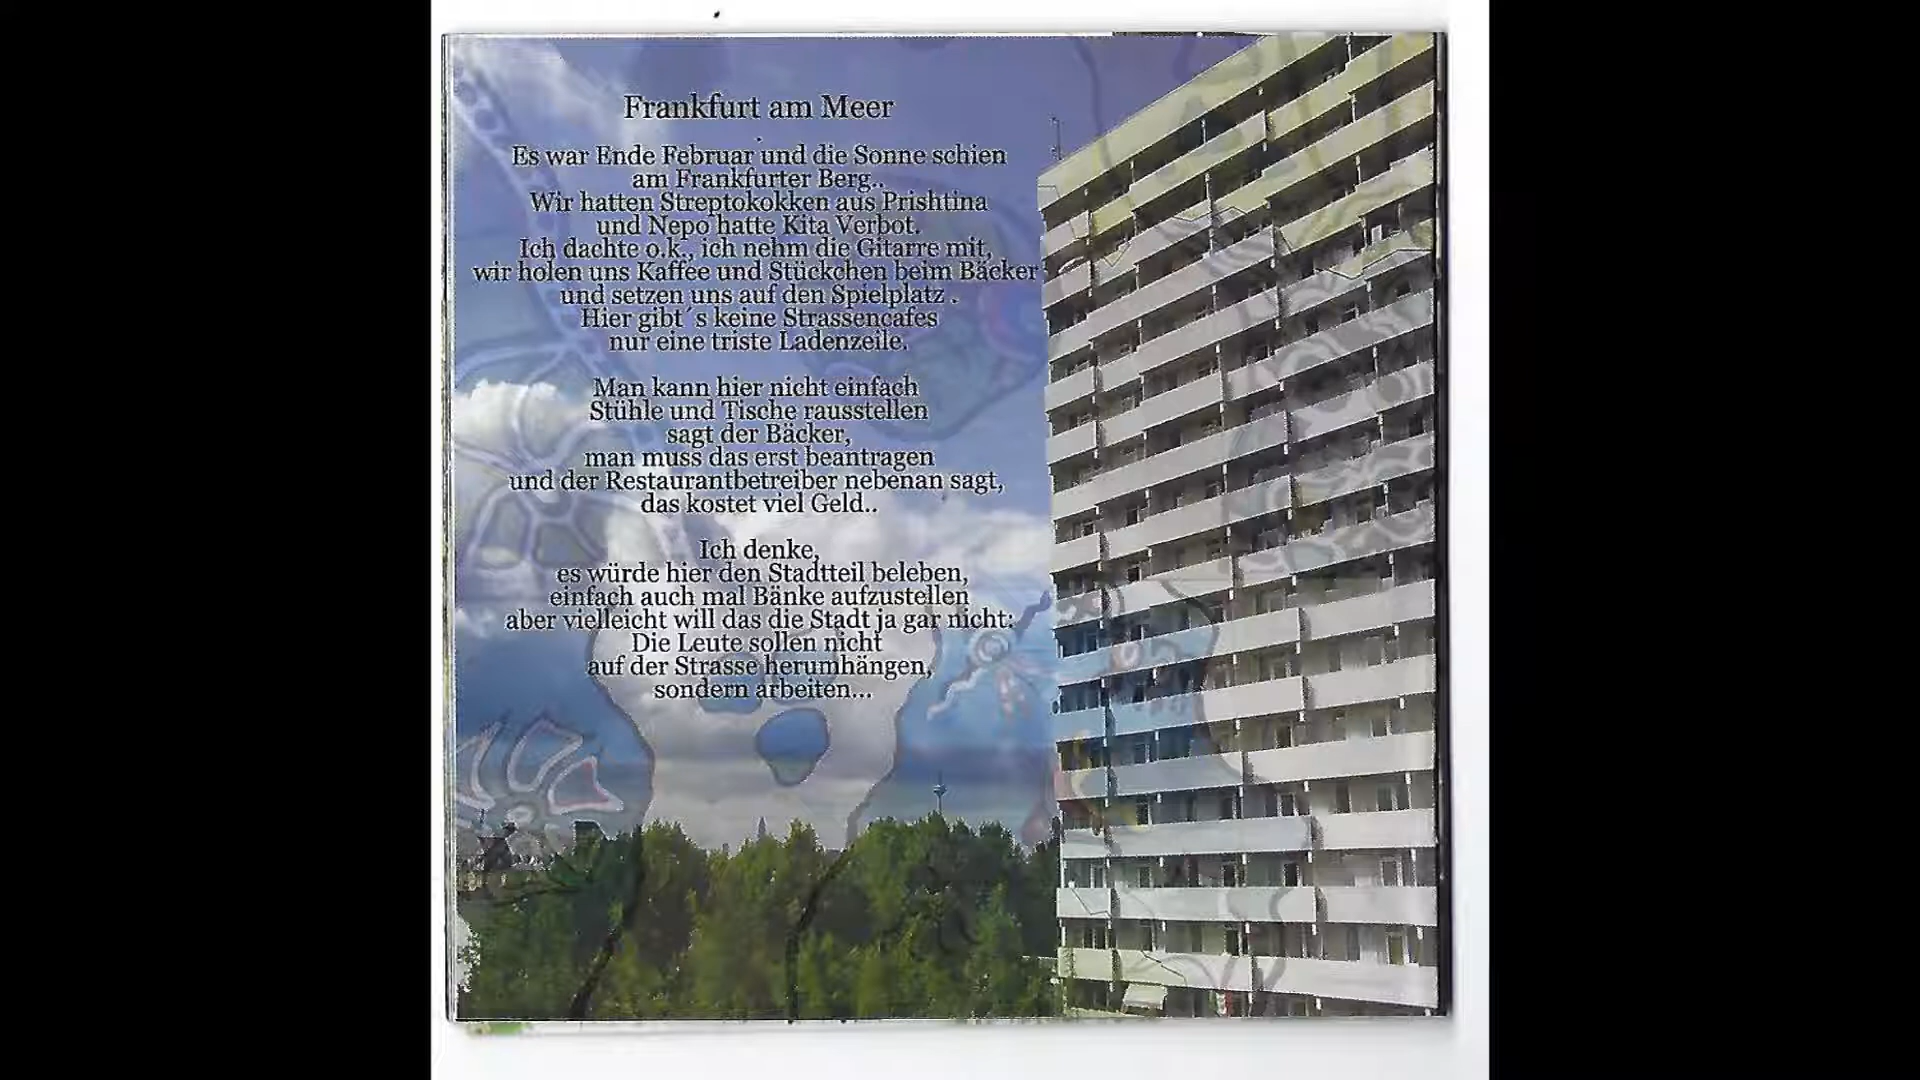 Frankfurt am Meer
Es war Ende Februar und die Sonne schien
am Frankfurter Berg..
Wir hatten Streptokokken aus Prishtina
und Nepo hatte Kita Verbot.
Ich dachte o.k., ich nehm die Gitarre mit,
wir holen uns Kaffee und Stückchen beim Bäcker
und setzen uns auf den Spielplatz .
Hier gibt´s keine Strassencafes
nur eine triste Ladenzeile.
Man kann hier nicht einfach
Stühle und Tische rausstellen
sagt der Bäcker,
man muss das erst beantragen
und der Restaurantbetreiber nebenan sagt,
das kostet viel Geld..
Ich denke,
es würde hier den Stadtteil beleben,
einfach auch mal Bänke aufzustellen
aber vielleicht will das die Stadt ja gar nicht:
Die Leute sollen nicht
auf der Strasse herumhängen,
sondern arbeiten...